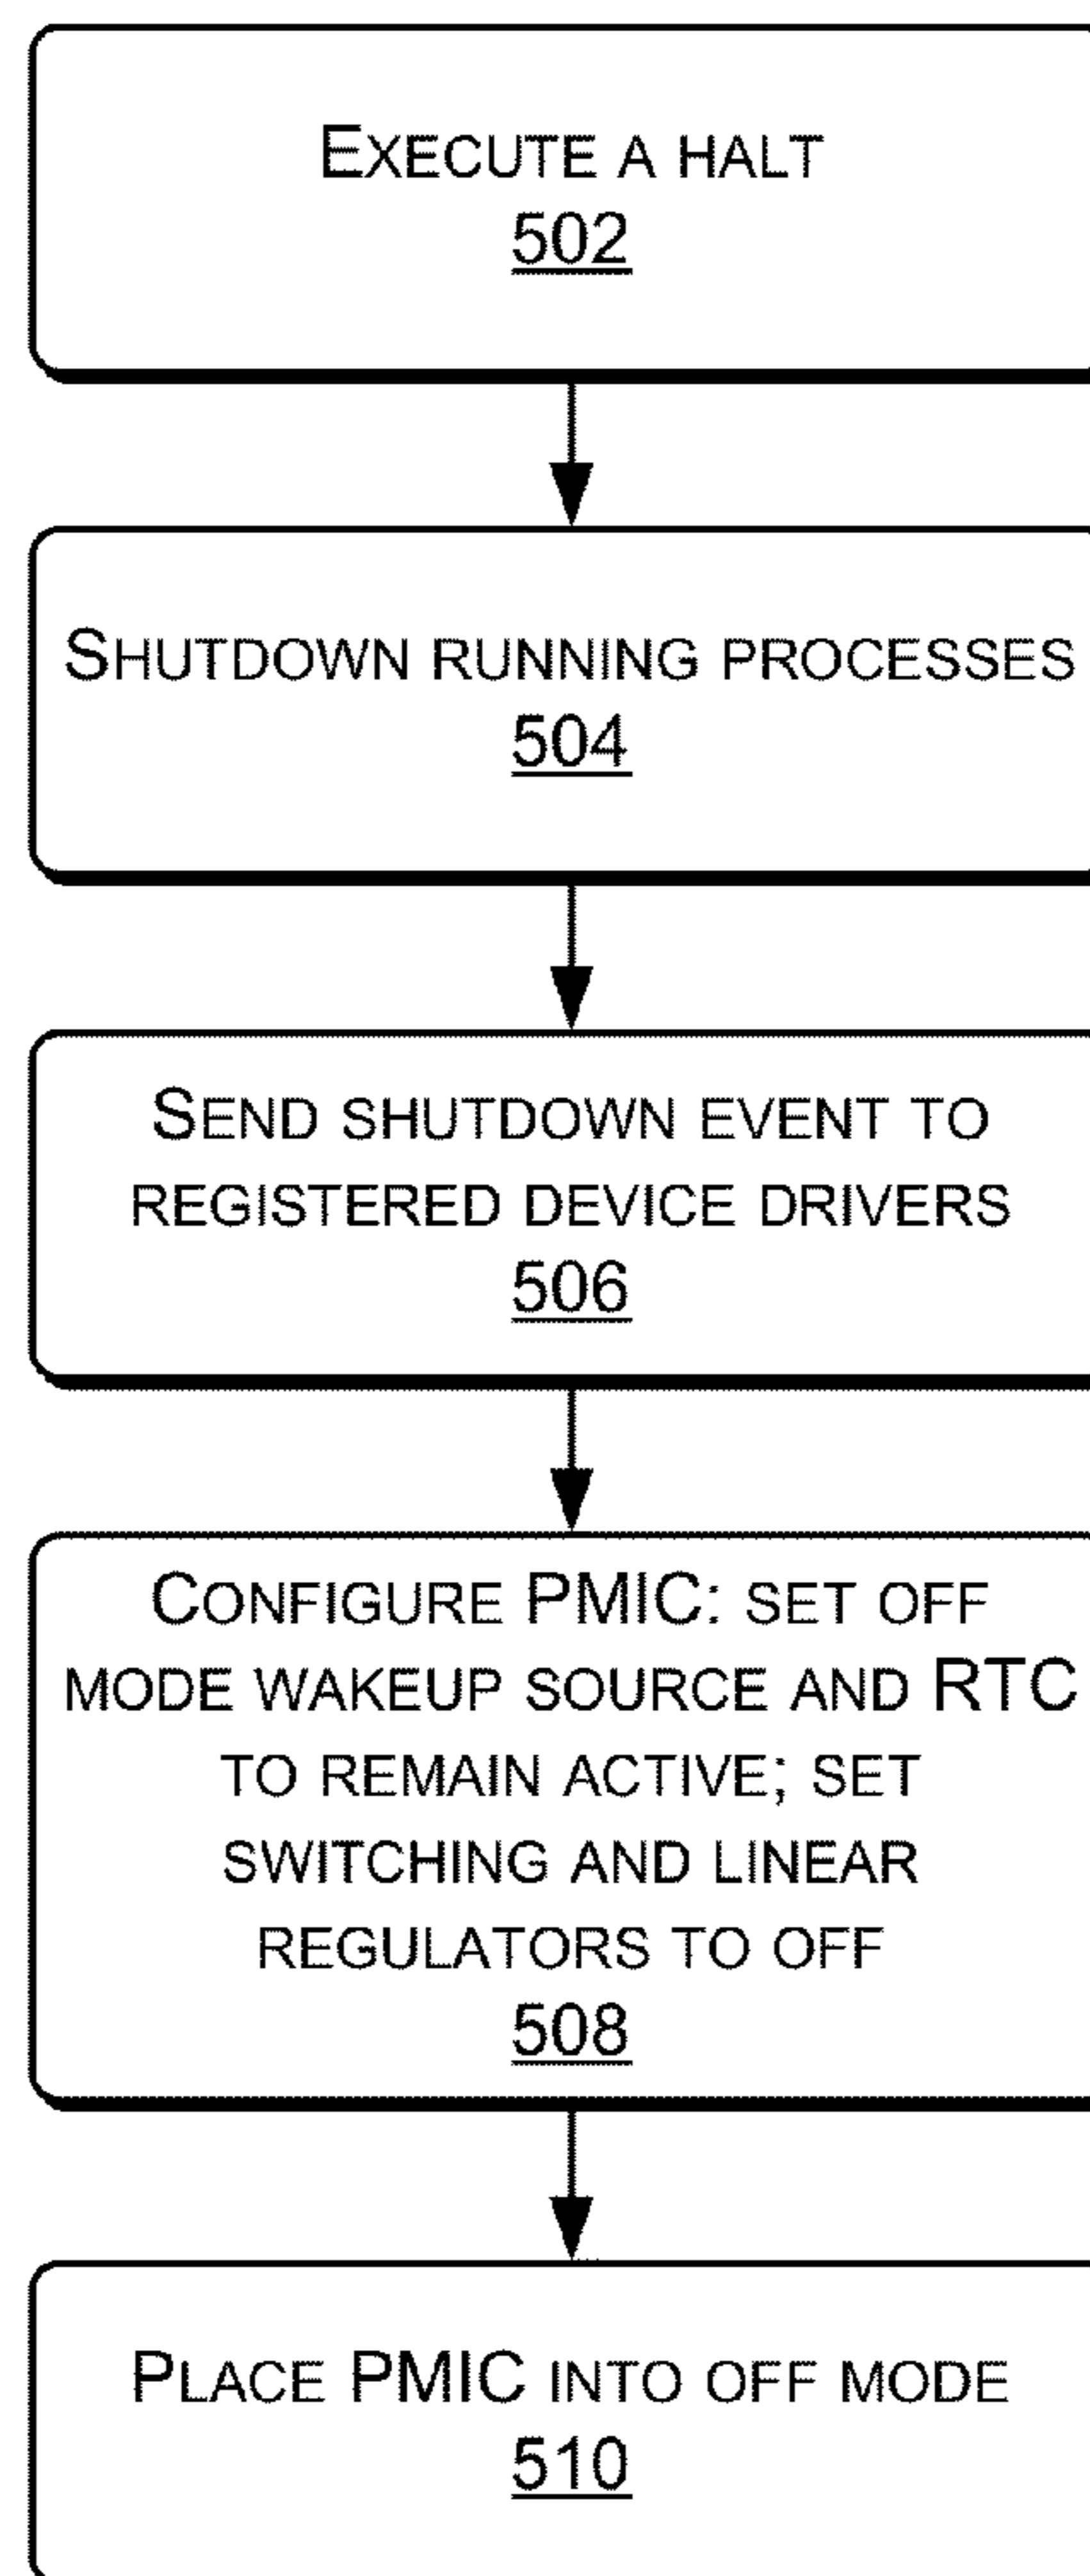 EXECUTE A HALT
502
SHUTDOWN RUNNING PROCESSES
504
SEND SHUTDOWN EVENT TO
REGISTERED DEVICE DRIVERS
506
CONFIGURE PMIC: SET OFF
MODE WAKEUP SOURCE AND RTC
TO REMAIN ACTIVE; SET
SWITCHING AND LINEAR
REGULATORS TO OFF
508
PLACE PMIC INTO OFF MODE
510